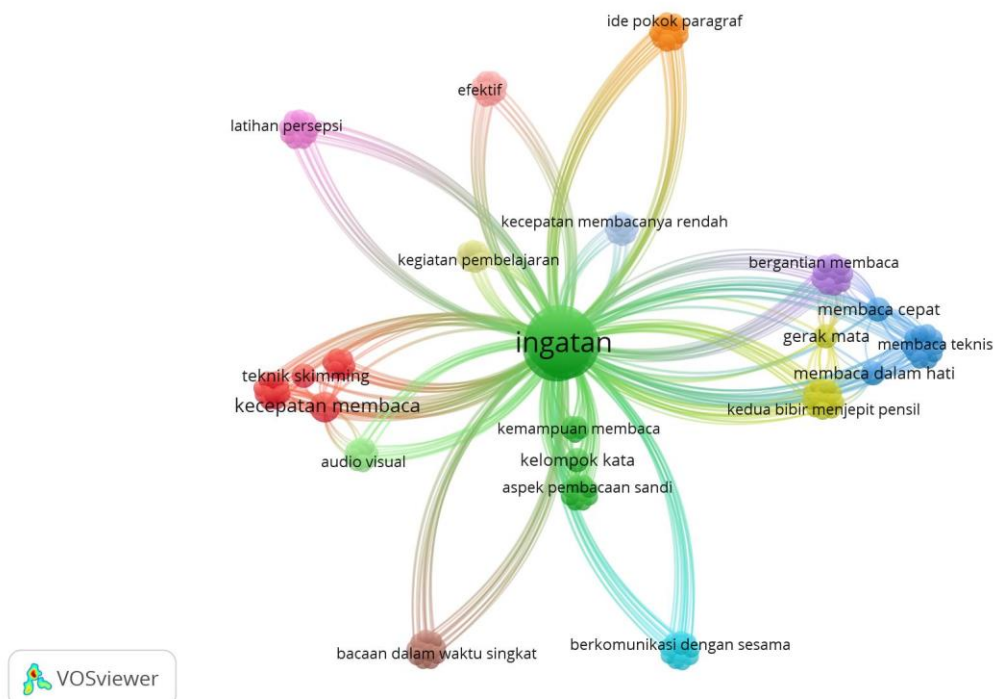 ide pokok paragraf
efektif
latihan persepsi
kecepatan membacanya rendah
kegiatan pembelajaran
bergantian membaca
membaca cepat
gerak mata
membaca teknis
ingatan
membaca dalam hati
teknik skimming
kecepatan membaca
kedua bibir menjepit pensil
kemampuan membaca
audio visual
kelompok kata
aspek pembacaan sandi
berkomunikasi dengan sesama
bacaan dalam waktu singkat
VOSviewer